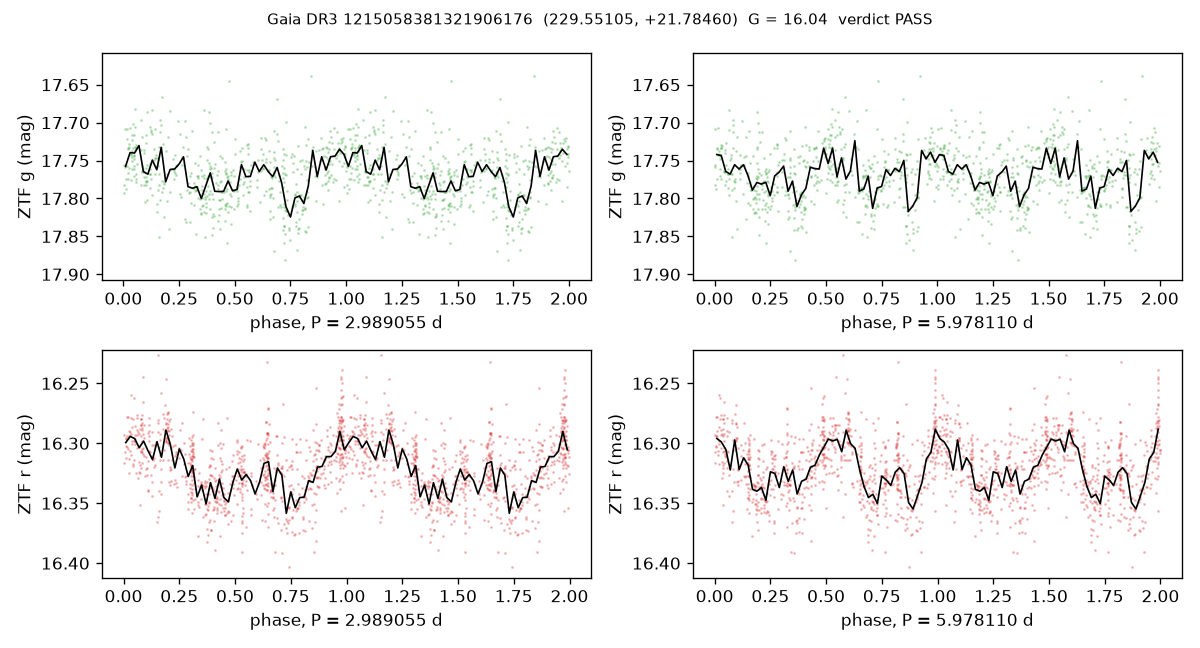 Gaia DR3 1215058381321906176 (229.55105, +21.78460) G = 16.04 verdict PASS
ZTF g (mag)
17.65
17.70
17.75
17.80
17.85
17.90
0.00 0.25 0.50 0.75 1.00 1.25 1.50 1.75 2.00
phase, P = 2.989055 d
ZTF g (mag)
17.65
17.70
17.75
17.80
17.85
17.90
0.00 0.25 0.50 0.75 1.00 1.25 1.50 1.75 2.00
phase, P = 5.978110 d
ZTF r (mag)
16.25
16.30
16.35
16.40
0.00 0.25 0.50 0.75 1.00 1.25 1.50 1.75 2.00
phase, P = 2.989055 d
ZTF r (mag)
16.25
16.30
16.35
16.40
0.00 0.25 0.50 0.75 1.00 1.25 1.50 1.75 2.00
phase, P = 5.978110 d